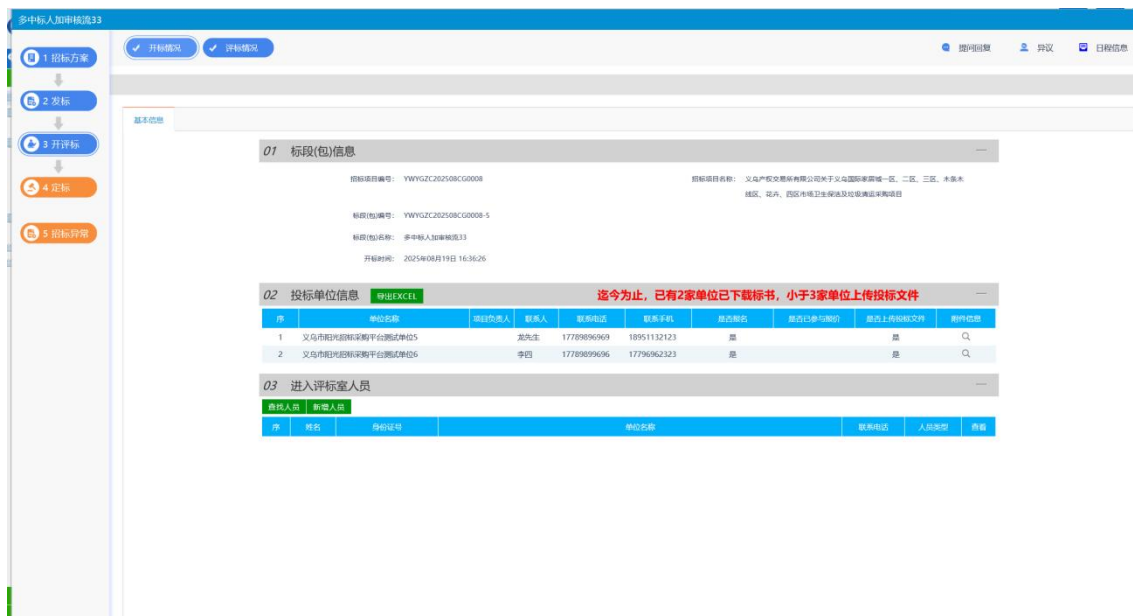 多中标人加审核流33
1 招标方案
2 发标
3 开评标
4 定标
5 招标异常
开标情况 评标情况 提问回复 异议 日程信息
基本信息
01 标段(包)信息
招标项目编号： YWYGZC202508CG0008 招标项目名称： 义乌产权交易所有限公司关于义乌国际家居城一区、二区、三区、木条木
线区、花卉、四区市场卫生保洁及垃圾清运采购项目
标段(包)编号： YWYGZC202508CG0008-5
标段(包)名称： 多中标人加审核流33
开标时间： 2025年08月19日 16:36:26
02 投标单位信息 导出EXCEL 迄今为止，已有2家单位已下载标书，小于3家单位上传投标文件
序 单位名称 项目负责人 联系人 联系电话 联系手机 是否报名 是否已参与报价 是否上传投标文件 附件信息
1 义乌市阳光招标采购平台测试单位5 龙先生 17789896969 18951132123 是 是
2 义乌市阳光招标采购平台测试单位6 李四 17789899696 17796962323 是 是
03 进入评标室人员
查找人员 新增人员
序 姓名 身份证号 单位名称 联系电话 人员类型 查看